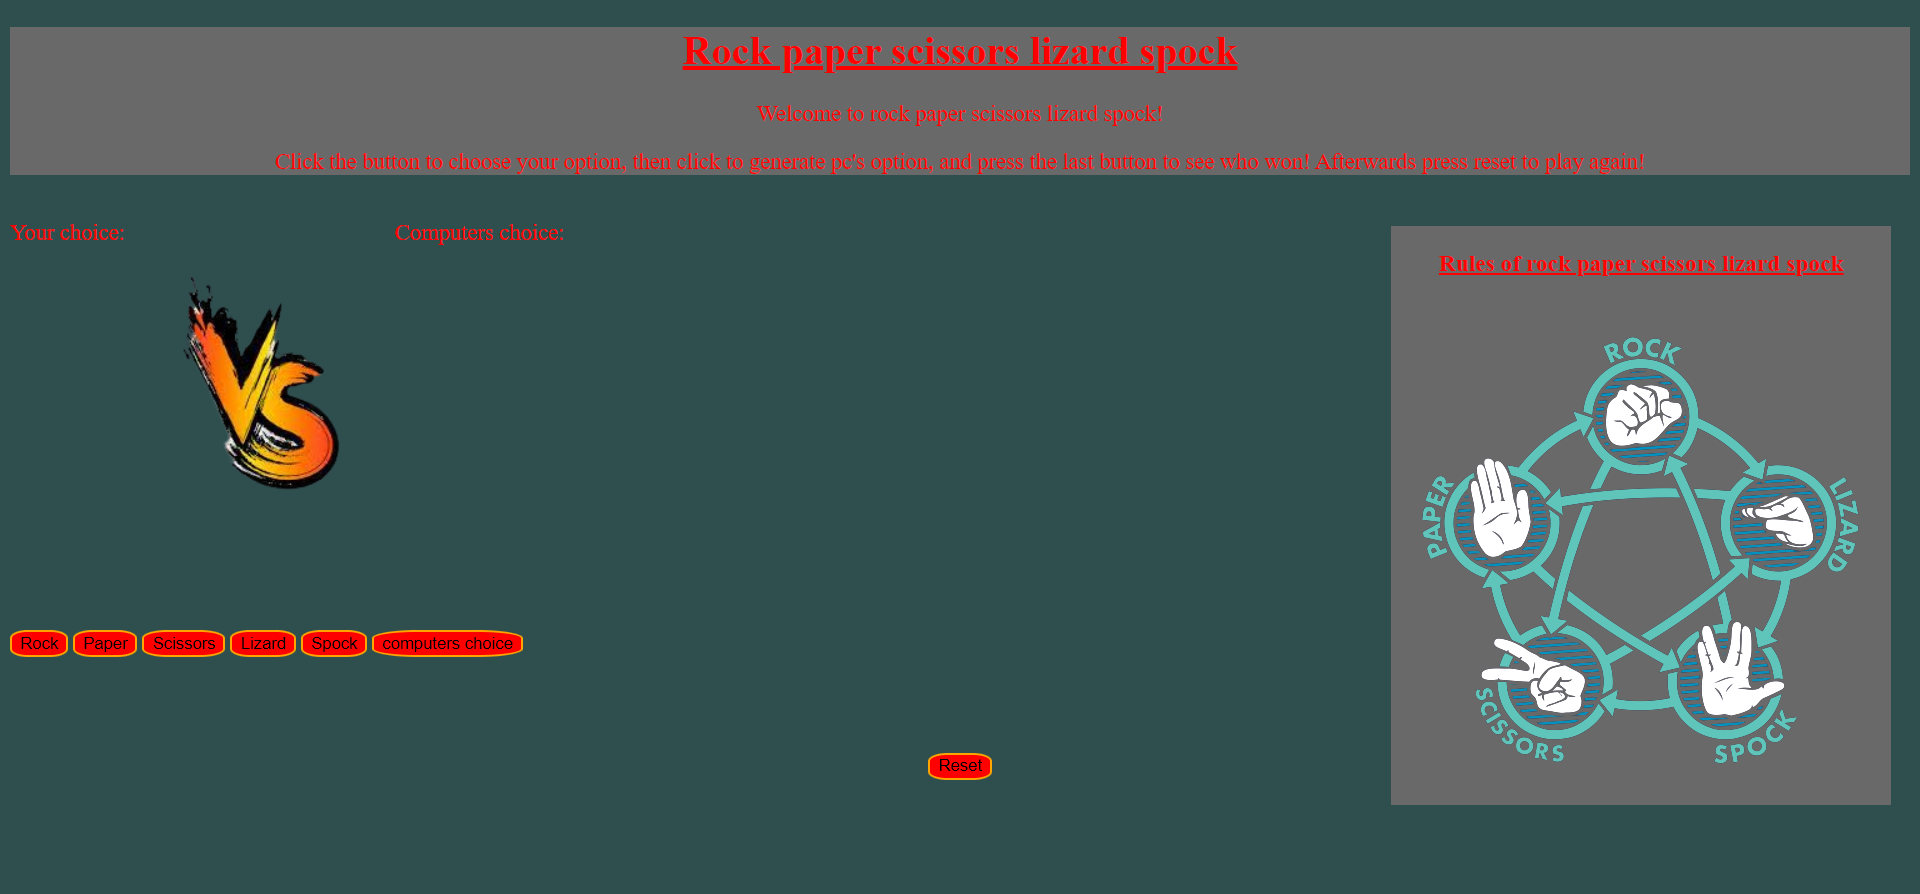 Rock paper scissors lizard spock
Welcome to rock paper scissors lizard spock!
Click the button to choose your option, then click to generate pc's option, and press the last button to see who won! Afterwards press reset to play again!
Your choice:
Computers choice:
VS
Rock
Paper
Scissors
Lizard
Spock
computers choice
Reset
Rules of rock paper scissors lizard spock
ROCK
PAPER
LIZARD
SCISSORS
SPOCK